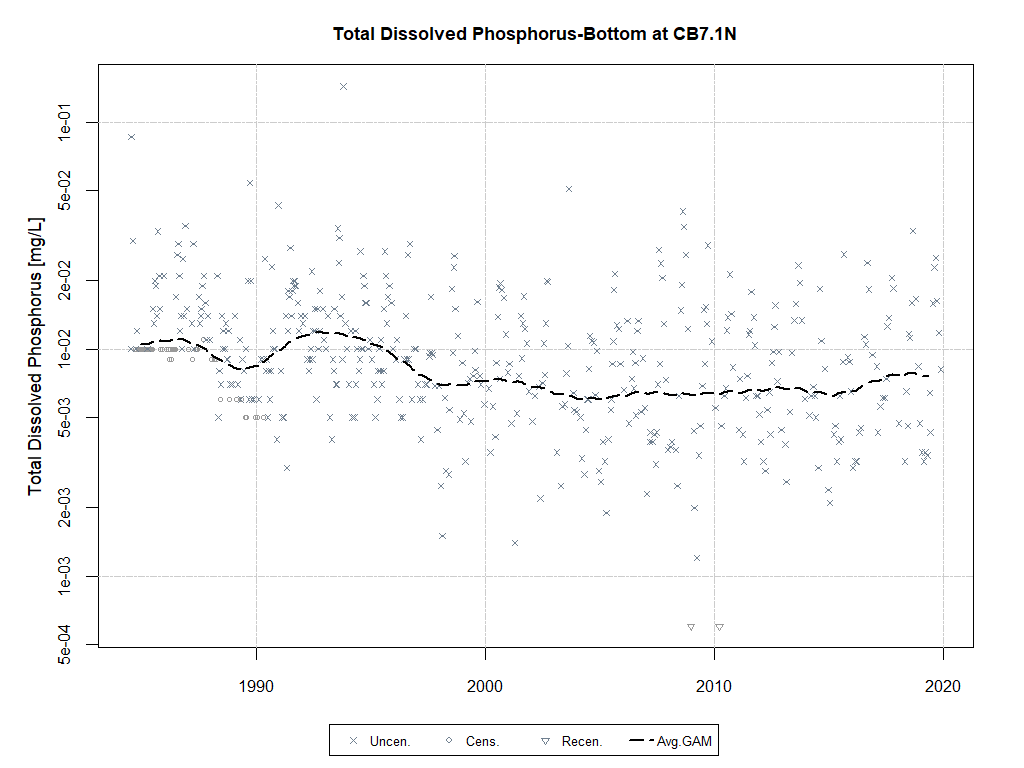 Total Dissolved Phosphorus-Bottom at CB7.1N
Total Dissolved Phosphorus [mg/L]
1e-01
5e-02
2e-02
1e-02
5e-03
2e-03
1e-03
5e-04
1990 2000 2010 2020
Uncen. Cens. Recen. Avg.GAM